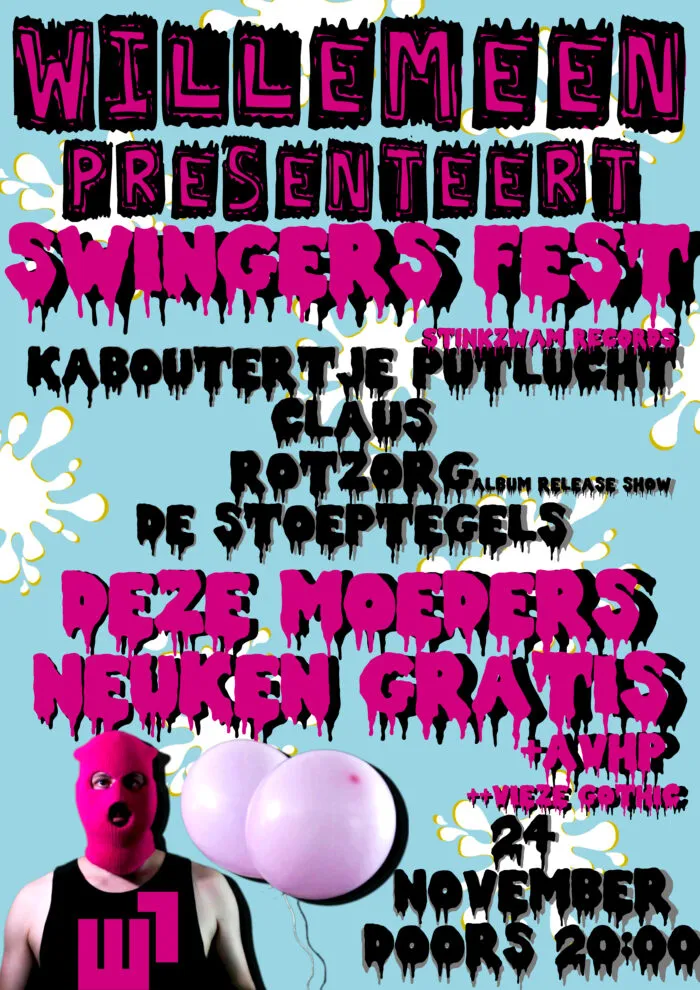 WILLEMEEN
PRESENTEERT
SWINGERS FEST
STINKZWAM RECORDS
KABOUTERTJE PUTLUCHT
CLAUS
ROTZORG ALBUM RELEASE SHOW
DE STOEPTEGELS
DEZE MOEDERS
NEUKEN GRATIS
+AVHP
++VIEZE GOTHIC:
24
NOVEMBER
DOORS 20:00
W